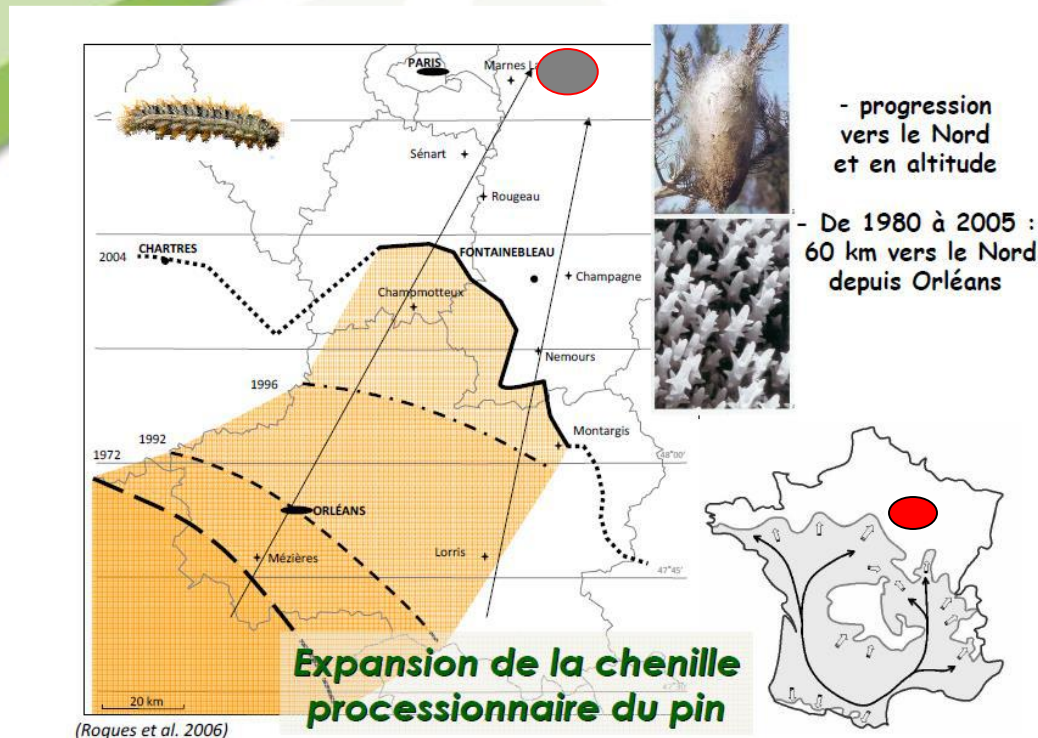 PARIS
Marnes La
Sénart
Rougeau
CHARTRES
2004
FONTAINEBLEAU
Champagne
Champmotteux
Nemours
1996
Montargis
1992
1972
48°00'
ORLÉANS
Mézières
Lorris
47°45'
20 km
(Roques et al. 2006)
- progression
vers le Nord
et en altitude
- De 1980 à 2005 :
60 km vers le Nord
depuis Orléans
Expansion de la chenille
processionnaire du pin